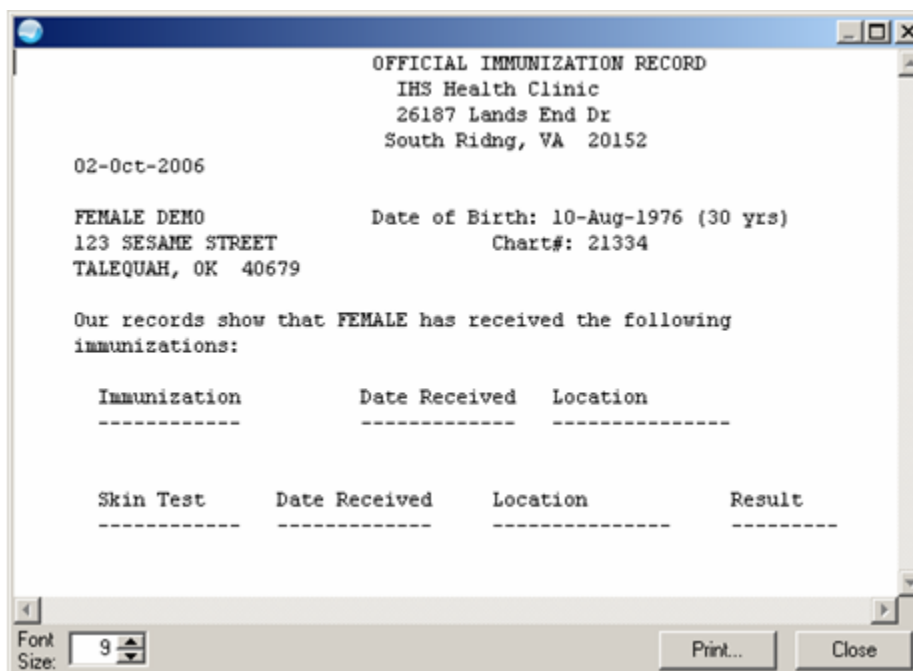 OFFICIAL IMMUNIZATION RECORD
IHS Health Clinic
26187 Lands End Dr
South Ridng, VA 20152
02-Oct-2006
FEMALE DEMO Date of Birth: 10-Aug-1976 (30 yrs)
123 SESAME STREET Chart#: 21334
TALEQUAH, OK 40679
Our records show that FEMALE has received the following
immunizations:
Immunization Date Received Location
------------ ------------- ---------------
Skin Test Date Received Location Result
------------ ------------- --------------- ---------
Font Size: 9 Print... Close